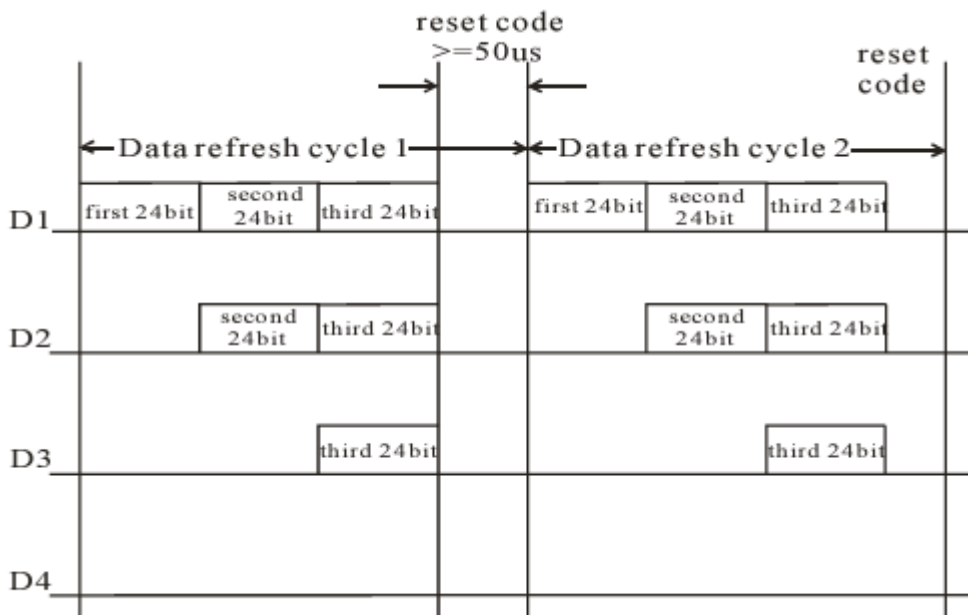 reset code
>=50us
reset
code
Data refresh cycle 1
Data refresh cycle 2
D1
first 24bit
second
24bit
third 24bit
first 24bit
second
24bit
third 24bit
D2
second
24bit
third 24bit
second
24bit
third 24bit
D3
third 24bit
third 24bit
D4